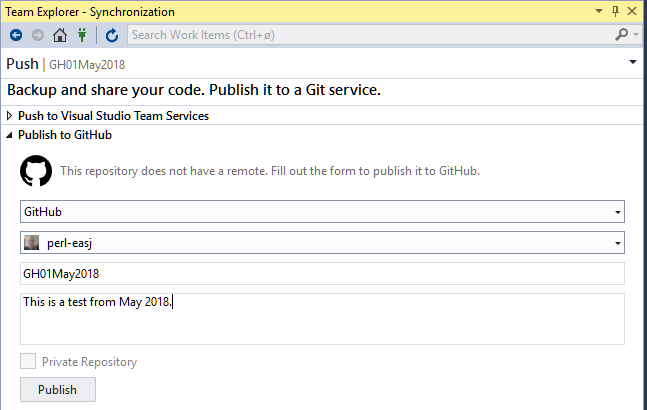 Team Explorer - Synchronization
Search Work Items (Ctrl+ø)
Push | GH01May2018
Backup and share your code. Publish it to a Git service.
Push to Visual Studio Team Services
Publish to GitHub
This repository does not have a remote. Fill out the form to publish it to GitHub.
GitHub
perl-easj
GH01May2018
This is a test from May 2018.
Private Repository
Publish